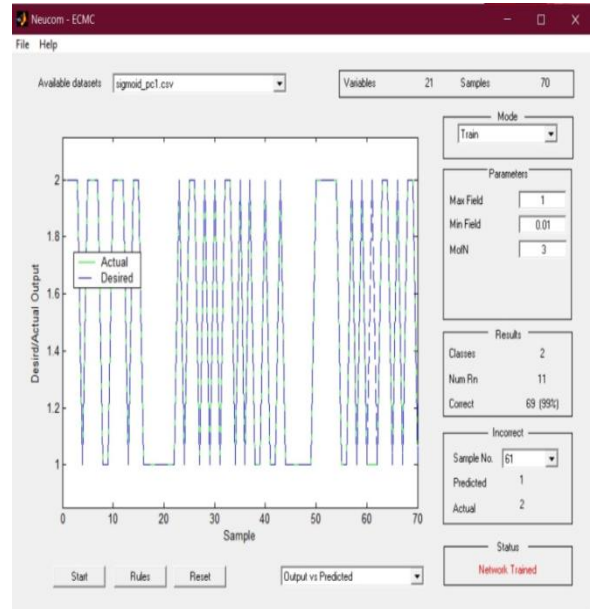 Neucom - ECMC
File Help
Available datasets sigmoid_pc1.csv
Variables 21 Samples 70
Mode
Train
Parameters
Max Field 1
Min Field 0.01
MofN 3
Results
Classes 2
Num Rn 11
Correct 69 (99%)
Incorrect
Sample No. 61
Predicted 1
Actual 2
Status
Network Trained
Desird/Actual Output
2
1.8
1.6
1.4
1.2
1
Actual
Desired
0 10 20 30 40 50 60 70
Sample
Start Rules Reset Output vs Predicted